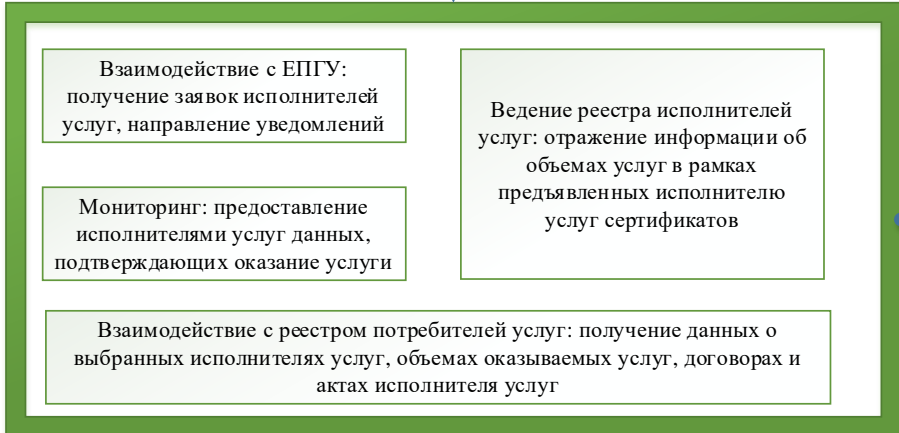 Взаимодействие с ЕПГУ:
получение заявок исполнителей
услуг, направление уведомлений
Ведение реестра исполнителей
услуг: отражение информации об
объемах услуг в рамках
предъявленных исполнителю
услуг сертификатов
Мониторинг: предоставление
исполнителями услуг данных,
подтверждающих оказание услуги
Взаимодействие с реестром потребителей услуг: получение данных о
выбранных исполнителях услуг, объемах оказываемых услуг, договорах и
актах исполнителя услуг